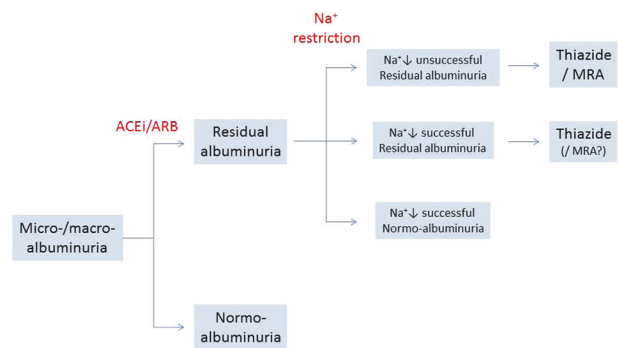 Na⁺
restriction
Na⁺↓ unsuccessful
Residual albuminuria
Thiazide
/ MRA
ACEi/ARB
Residual
albuminuria
Na⁺↓ successful
Residual albuminuria
Thiazide
(/ MRA?)
Micro-/macro-
albuminuria
Na⁺↓ successful
Normo-albuminuria
Normo-
albuminuria